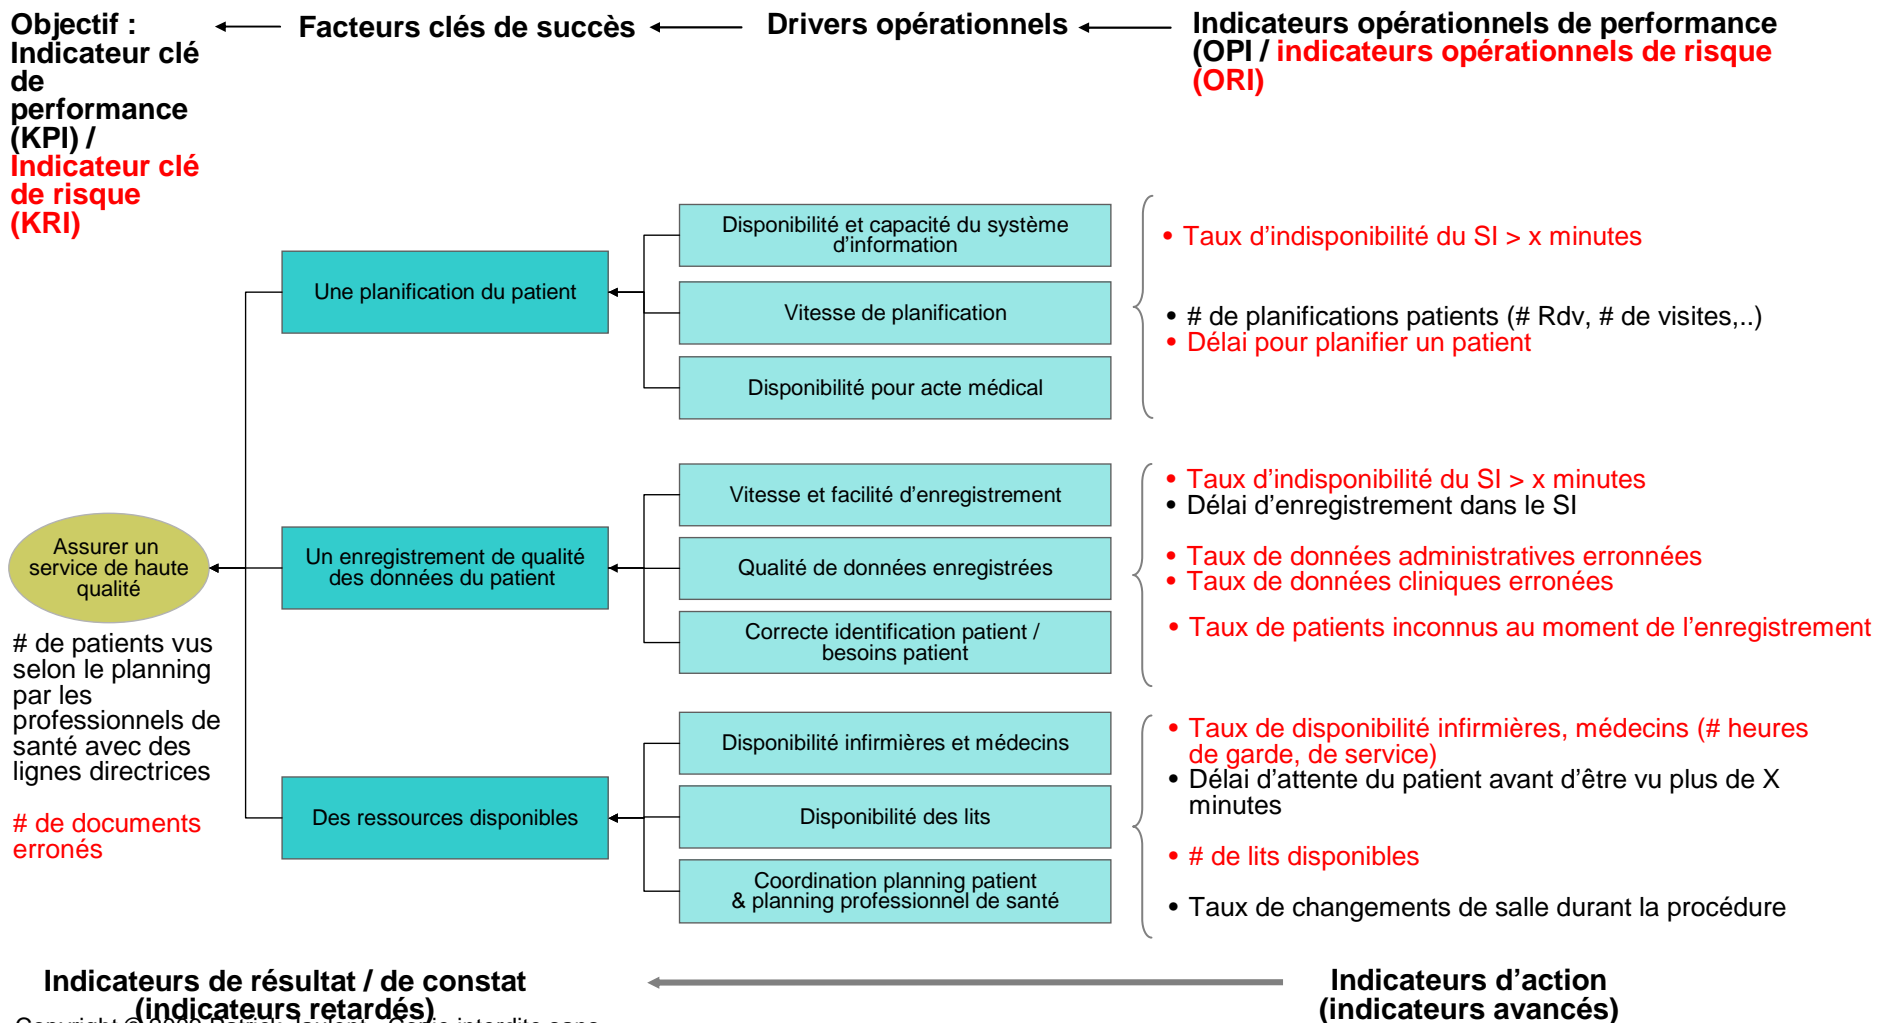 Objectif :
Indicateur clé
de
performance
(KPI) /
Indicateur clé
de risque
(KRI)
Facteurs clés de succès
Drivers opérationnels
Indicateurs opérationnels de performance
(OPI / indicateurs opérationnels de risque
(ORI)
Assurer un
service de haute
qualité
# de patients vus
selon le planning
par les
professionnels de
santé avec des
lignes directrices
# de documents
erronés
Une planification du patient
Disponibilité et capacité du système
d'information
Vitesse de planification
Disponibilité pour acte médical
• Taux d'indisponibilité du SI > x minutes
• # de planifications patients (# Rdv, # de visites,..)
• Délai pour planifier un patient
Un enregistrement de qualité
des données du patient
Vitesse et facilité d'enregistrement
Qualité de données enregistrées
Correcte identification patient /
besoins patient
• Taux d'indisponibilité du SI > x minutes
• Délai d'enregistrement dans le SI
• Taux de données administratives erronnées
• Taux de données cliniques erronées
• Taux de patients inconnus au moment de l'enregistrement
Des ressources disponibles
Disponibilité infirmières et médecins
Disponibilité des lits
Coordination planning patient
& planning professionnel de santé
• Taux de disponibilité infirmières, médecins (# heures
de garde, de service)
• Délai d'attente du patient avant d'être vu plus de X
minutes
• # de lits disponibles
• Taux de changements de salle durant la procédure
Indicateurs de résultat / de constat
(indicateurs retardés)
Indicateurs d'action
(indicateurs avancés)
Copyright © Patrick Jaulent - Copie interdite sans